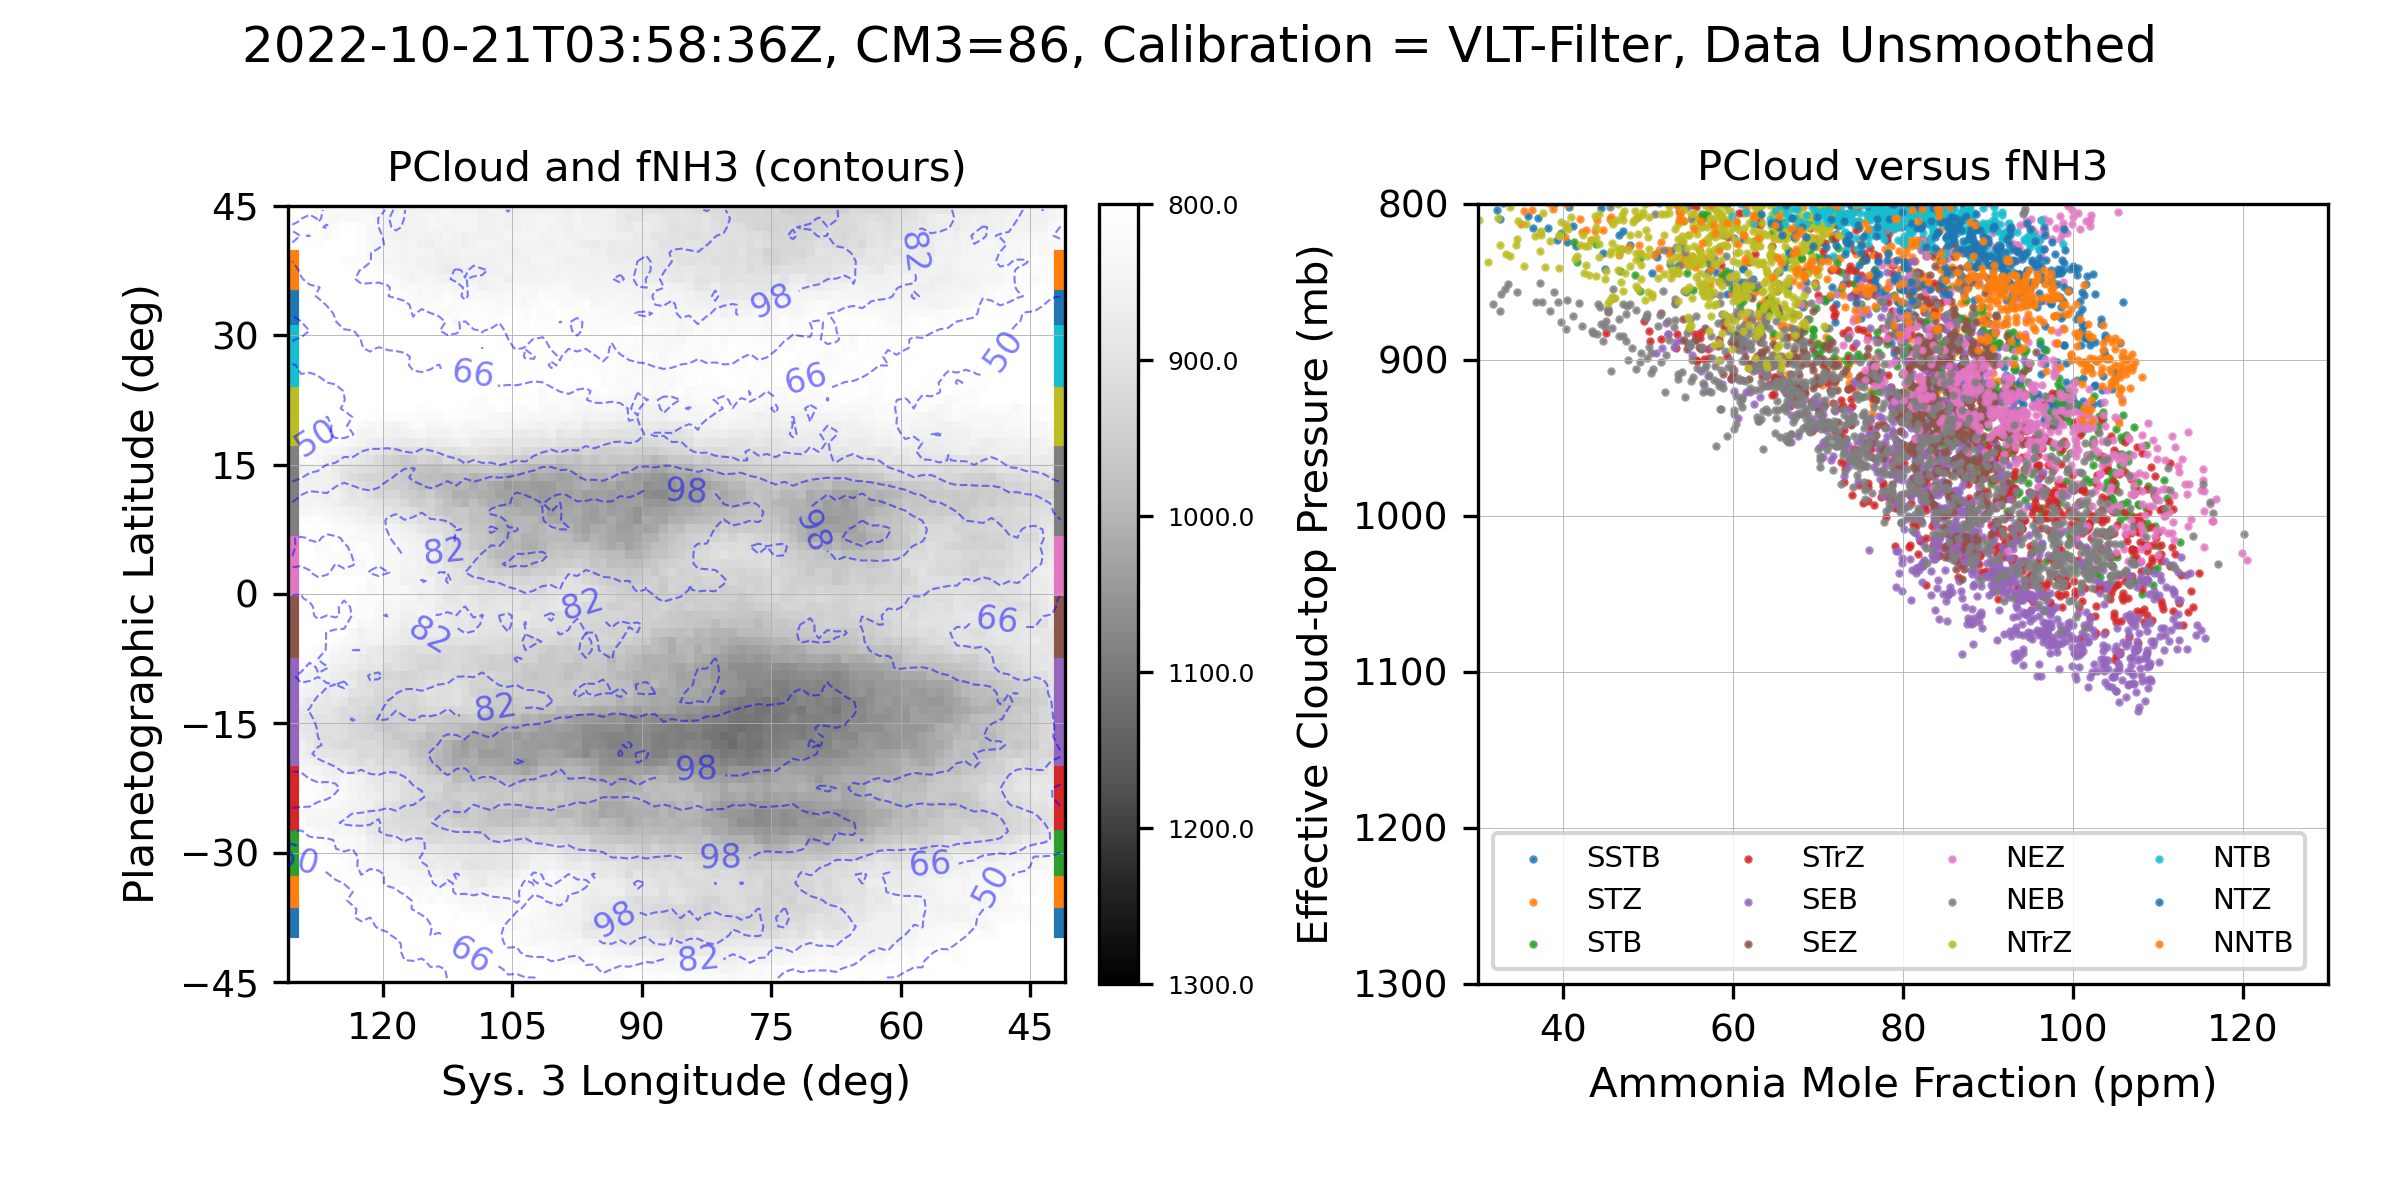 2022-10-21T03:58:36Z, CM3=86, Calibration = VLT-Filter, Data Unsmoothed
PCloud and fNH3 (contours)
Planetographic Latitude (deg)
45
30
15
0
−15
−30
−45
120
105
90
75
60
45
Sys. 3 Longitude (deg)
82
98
50
66
66
50
98
98
82
82
82
66
82
98
98
66
50
50
98
66
82
800.0
900.0
1000.0
1100.0
1200.0
1300.0
PCloud versus fNH3
Effective Cloud-top Pressure (mb)
800
900
1000
1100
1200
1300
SSTB
STrZ
NEZ
NTB
STZ
SEB
NEB
NTZ
STB
SEZ
NTrZ
NNTB
40
60
80
100
120
Ammonia Mole Fraction (ppm)